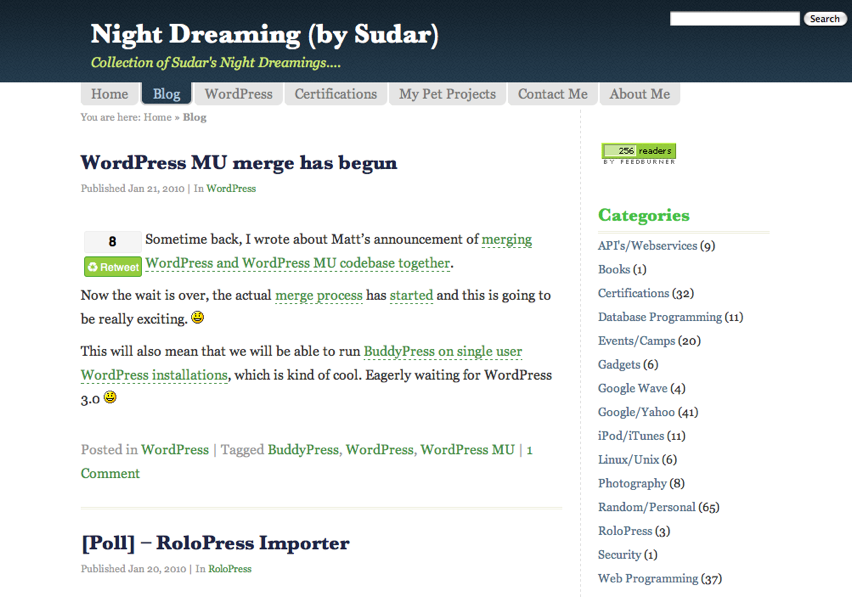 Night Dreaming (by Sudar)
Collection of Sudar's Night Dreamings....
Search
Home
Blog
WordPress
Certifications
My Pet Projects
Contact Me
About Me
You are here: Home » Blog
WordPress MU merge has begun
Published Jan 21, 2010 | In WordPress
8
Retweet
Sometime back, I wrote about Matt’s announcement of merging
WordPress and WordPress MU codebase together.
Now the wait is over, the actual merge process has started and this is going to
be really exciting.
This will also mean that we will be able to run BuddyPress on single user
WordPress installations, which is kind of cool. Eagerly waiting for WordPress
3.0
Posted in WordPress | Tagged BuddyPress, WordPress, WordPress MU | 1
Comment
[Poll] – RoloPress Importer
Published Jan 20, 2010 | In RoloPress
256 readers
BY FEEDBURNER
Categories
API's/Webservices (9)
Books (1)
Certifications (32)
Database Programming (11)
Events/Camps (20)
Gadgets (6)
Google Wave (4)
Google/Yahoo (41)
iPod/iTunes (11)
Linux/Unix (6)
Photography (8)
Random/Personal (65)
RoloPress (3)
Security (1)
Web Programming (37)